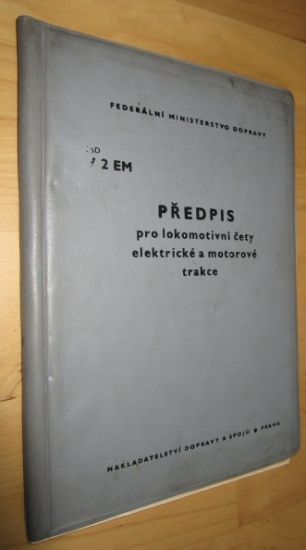 FEDERÁLNÍ MINISTERSTVO DOPRAVY
2 EM
PŘEDPIS
pro lokomotivní čety
elektrické a motorové
trakce
NAKLADATELSTVÍ DOPRAVY A SPOJŮ ● PRAHA